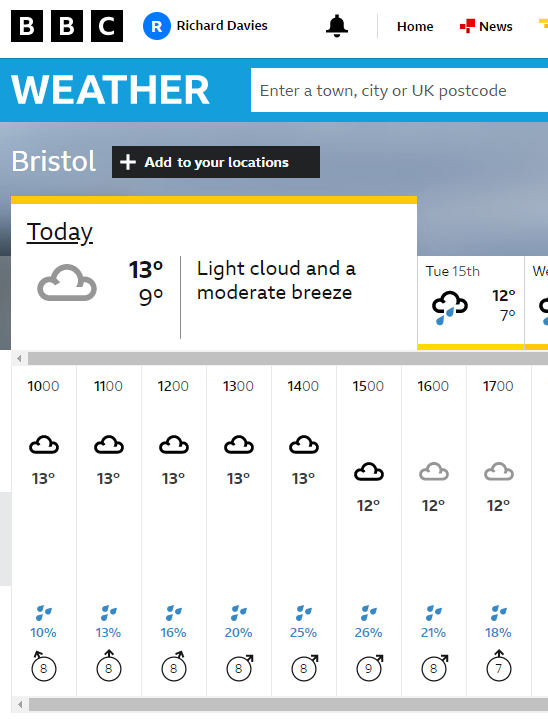 BBC R Richard Davies Home News
WEATHER Enter a town, city or UK postcode
Bristol + Add to your locations
Today
13° 9° Light cloud and a
moderate breeze
Tue 15th We
12°
7°
1000 1100 1200 1300 1400 1500 1600 1700
13° 13° 13° 13° 13° 12° 12° 12°
10% 13% 16% 20% 25% 26% 21% 18%
8 8 8 8 8 9 8 7